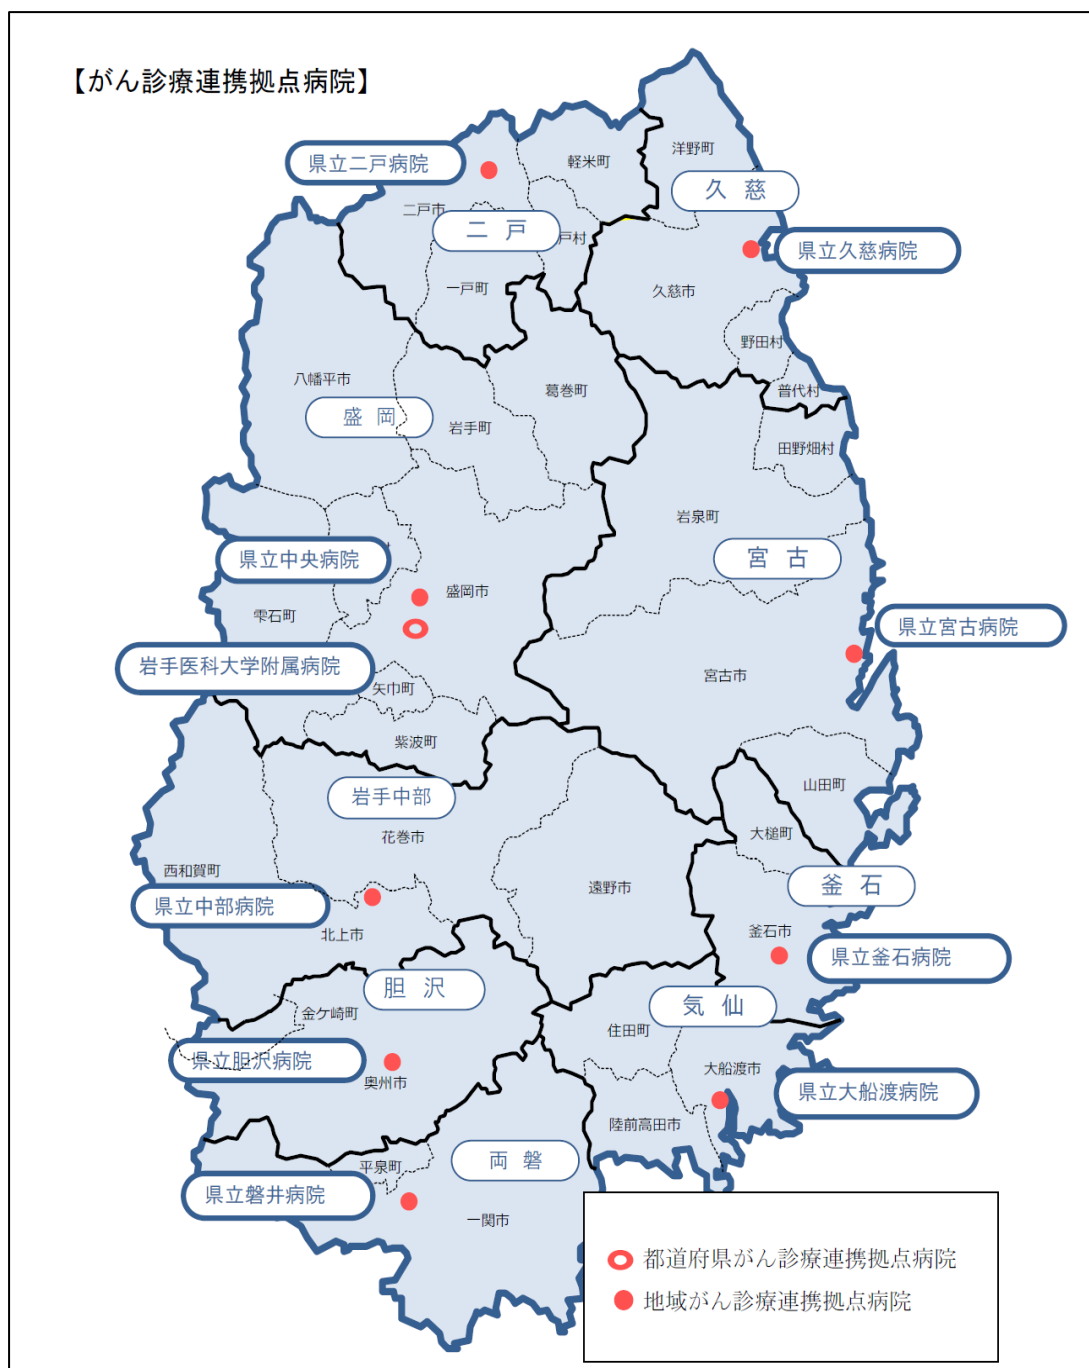 【がん診療連携拠点病院】
県立二戸病院
軽米町
洋野町
久慈
二戸市
二戸
戸村
県立久慈病院
一戸町
久慈市
野田村
八幡平市
葛巻町
普代村
盛岡
岩手町
田野畑村
岩泉町
県立中央病院
宮古
盛岡市
雫石町
県立宮古病院
岩手医科大学附属病院
矢巾町
宮古市
紫波町
山田町
岩手中部
花巻市
大槌町
西和賀町
遠野市
釜石
県立中部病院
北上市
釜石市
県立釜石病院
胆沢
金ケ崎町
気仙
住田町
県立胆沢病院
奥州市
大船渡市
県立大船渡病院
陸前高田市
平泉町
両磐
県立磐井病院
一関市
都道府県がん診療連携拠点病院
地域がん診療連携拠点病院